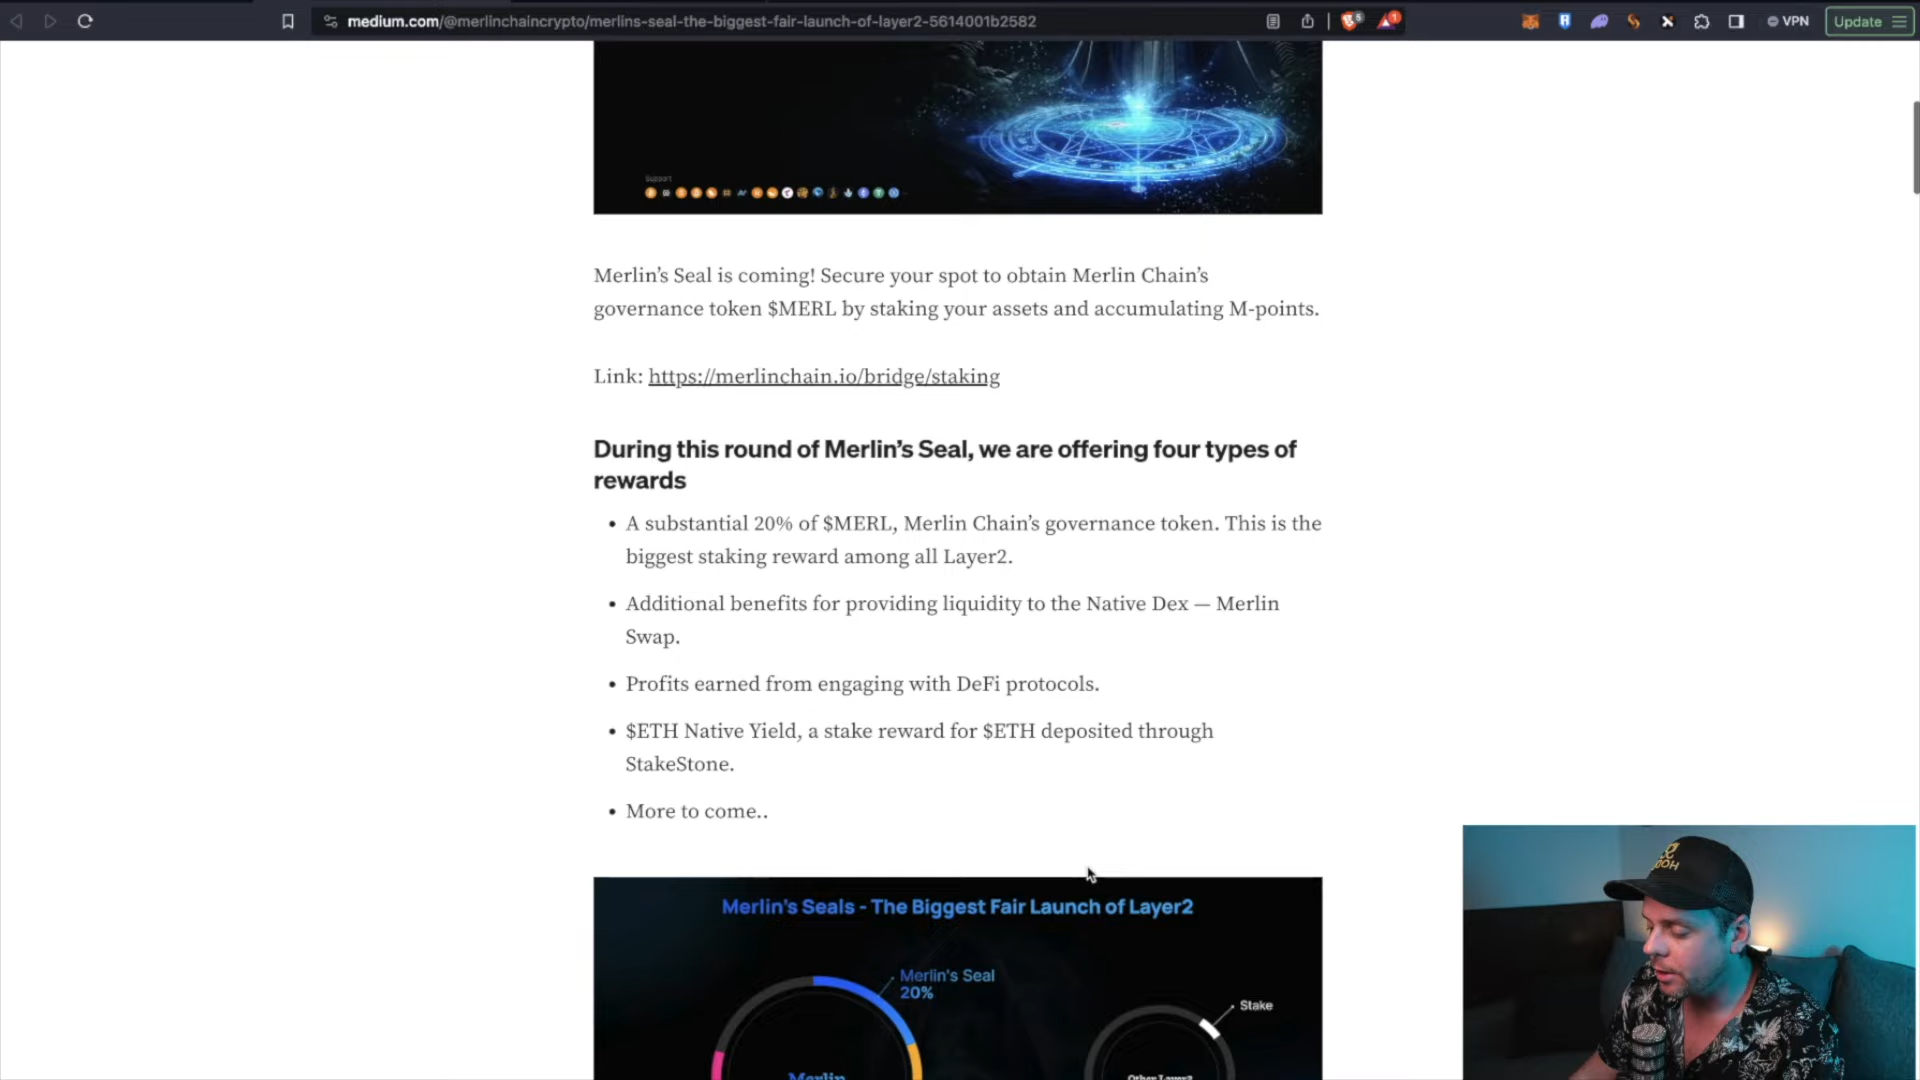 medium.com/@merlinchaincrypto/merlins-seal-the-biggest-fair-launch-of-layer2-5614001b2582
5
1
VPN
Update
Support
Merlin’s Seal is coming! Secure your spot to obtain Merlin Chain’s
governance token $MERL by staking your assets and accumulating M-points.
Link: https://merlinchain.io/bridge/staking
During this round of Merlin’s Seal, we are offering four types of
rewards
• A substantial 20% of $MERL, Merlin Chain’s governance token. This is the
biggest staking reward among all Layer2.
• Additional benefits for providing liquidity to the Native Dex — Merlin
Swap.
• Profits earned from engaging with DeFi protocols.
• $ETH Native Yield, a stake reward for $ETH deposited through
StakeStone.
• More to come..
Merlin's Seals - The Biggest Fair Launch of Layer2
Merlin's Seal
20%
Stake
Merlin
Other Layer2